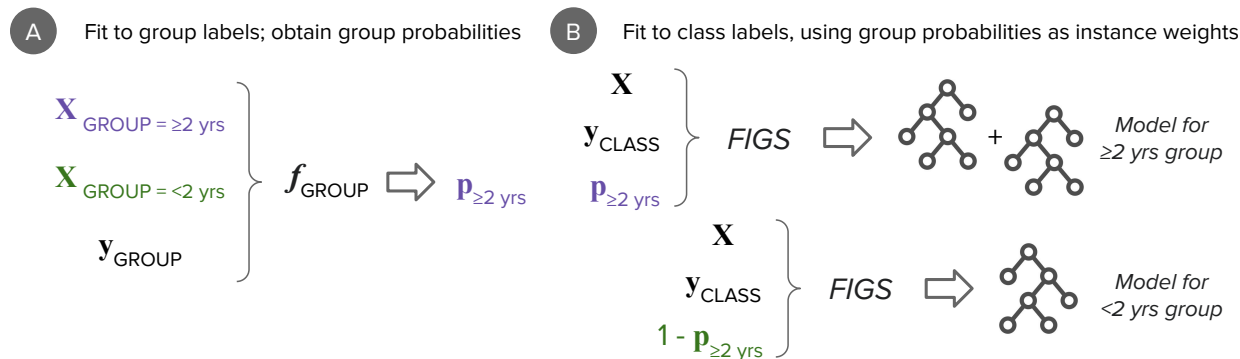 A Fit to group labels; obtain group probabilities
X GROUP = ≥2 yrs
X GROUP = <2 yrs
y GROUP
f GROUP
p ≥2 yrs
B Fit to class labels, using group probabilities as instance weights
X
y CLASS
p ≥2 yrs
FIGS
+
Model for
≥2 yrs group
X
y CLASS
1 - p ≥2 yrs
FIGS
Model for
<2 yrs group